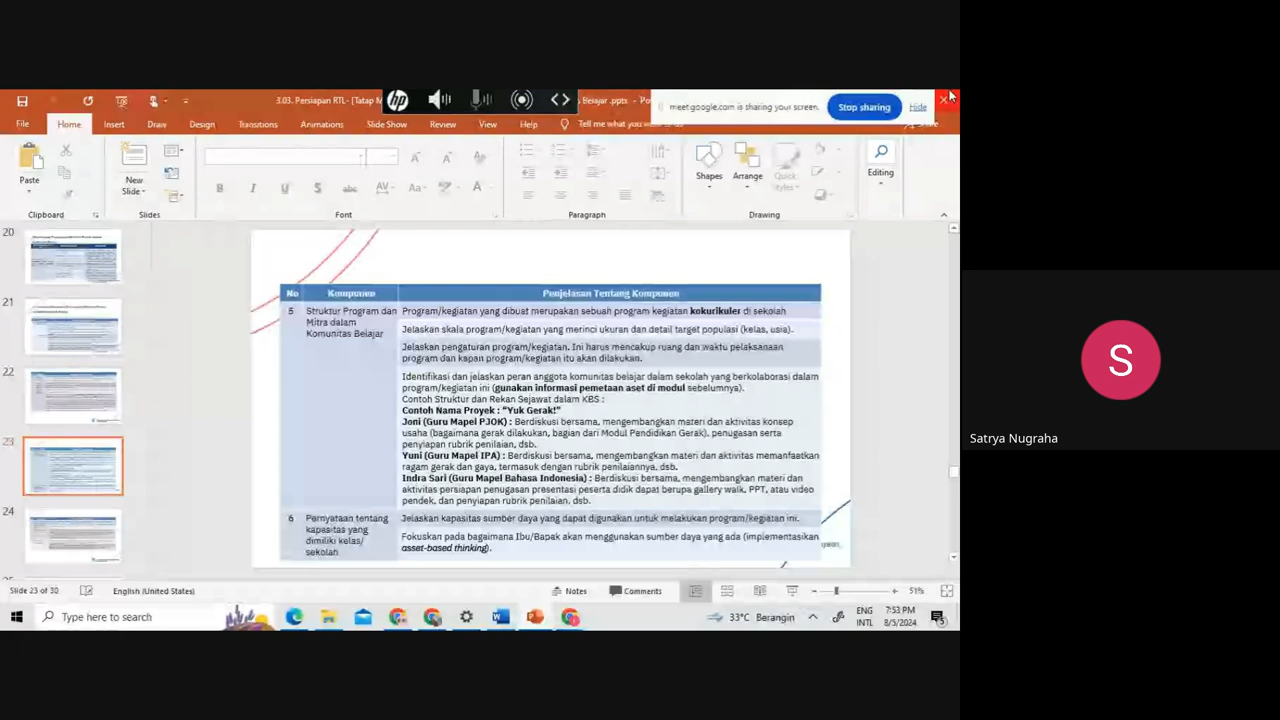 3.03. Persiapan RTL- [Tatap M
hp
s Belajar .pptx - Po
meet.google.com is sharing your screen.
Stop sharing
Hide
File
Home
Insert
Draw
Design
Transitions
Animations
Slide Show
Review
View
Help
Tell me what you
Paste
New
Slide
Shapes
Arrange
Quick
Styles
Editing
Clipboard
Slides
Font
Paragraph
Drawing
20
21
22
23
24
No
Komponen
Penjelasan Tentang Komponen
5
Struktur Program dan
Mitra dalam
Komunitas Belajar
Program/kegiatan yang dibuat merupakan sebuah program kegiatan kokurikuler di sekolah
Jelaskan skala program/kegiatan yang merinci ukuran dan detail target populasi (kelas, usia).
Jelaskan pengaturan program/kegiatan. Ini harus mencakup ruang dan waktu pelaksanaan
program dan kapan program/kegiatan itu akan dilakukan.
Identifikasi dan jelaskan peran anggota komunitas belajar dalam sekolah yang berkolaborasi dalam
program/kegiatan ini (gunakan informasi pemetaan aset di modul sebelumnya).
Contoh Struktur dan Rekan Sejawat dalam KBS :
Contoh Nama Proyek : "Yuk Gerak!"
Joni (Guru Mapel PJOK) : Berdiskusi bersama, mengembangkan materi dan aktivitas konsep
usaha (bagaimana gerak dilakukan, bagian dari Modul Pendidikan Gerak), penugasan serta
penyiapan rubrik penilaian, dsb.
Yuni (Guru Mapel IPA) : Berdiskusi bersama, mengembangkan materi dan aktivitas memanfaatkan
ragam gerak dan gaya, termasuk dengan rubrik penilaiannya, dsb.
Indra Sari (Guru Mapel Bahasa Indonesia) : Berdiskusi bersama, mengembangkan materi dan
aktivitas persiapan penugasan presentasi peserta didik dapat berupa gallery walk, PPT, atau video
pendek, dan penyiapan rubrik penilaian, dsb.
6
Pernyataan tentang
kapasitas yang
dimiliki kelas/
sekolah
Jelaskan kapasitas sumber daya yang dapat digunakan untuk melakukan program/kegiatan ini.
Fokuskan pada bagaimana Ibu/Bapak akan menggunakan sumber daya yang ada (implementasikan
asset-based thinking).
Slide 23 of 30
English (United States)
Notes
Comments
51%
Type here to search
33°C Berangin
ENG
INTL
7:53 PM
8/5/2024
S
Satrya Nugraha